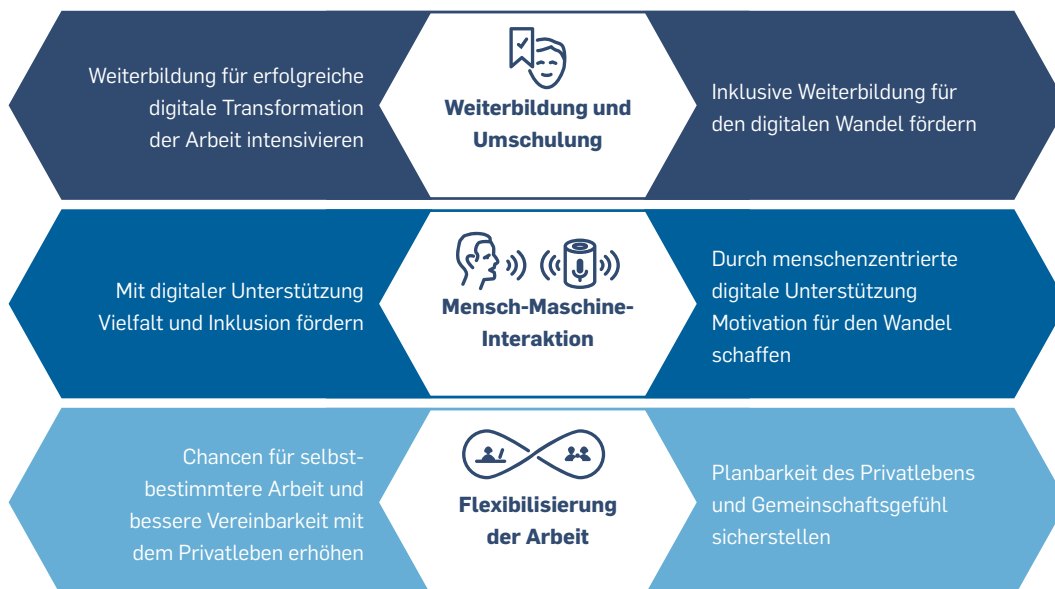 Weiterbildung für erfolgreiche
digitale Transformation
der Arbeit intensivieren
Weiterbildung und
Umschulung
Inklusive Weiterbildung für
den digitalen Wandel fördern
Mit digitaler Unterstützung
Vielfalt und Inklusion fördern
Mensch-Maschine-
Interaktion
Durch menschenzentrierte
digitale Unterstützung
Motivation für den Wandel
schaffen
Chancen für selbst-
bestimmtere Arbeit und
bessere Vereinbarkeit mit
dem Privatleben erhöhen
Flexibilisierung
der Arbeit
Planbarkeit des Privatlebens
und Gemeinschaftsgefühl
sicherstellen